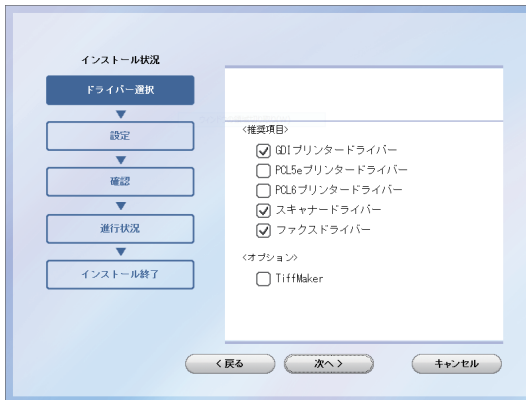 インストール状況
ドライバー選択
設定
確認
進行状況
インストール終了
<推奨項目>
GDIプリンタードライバー
PCL5eプリンタードライバー
PCL6プリンタードライバー
スキャナードライバー
ファクスドライバー
<オプション>
TiffMaker
<戻る
次へ>
キャンセル